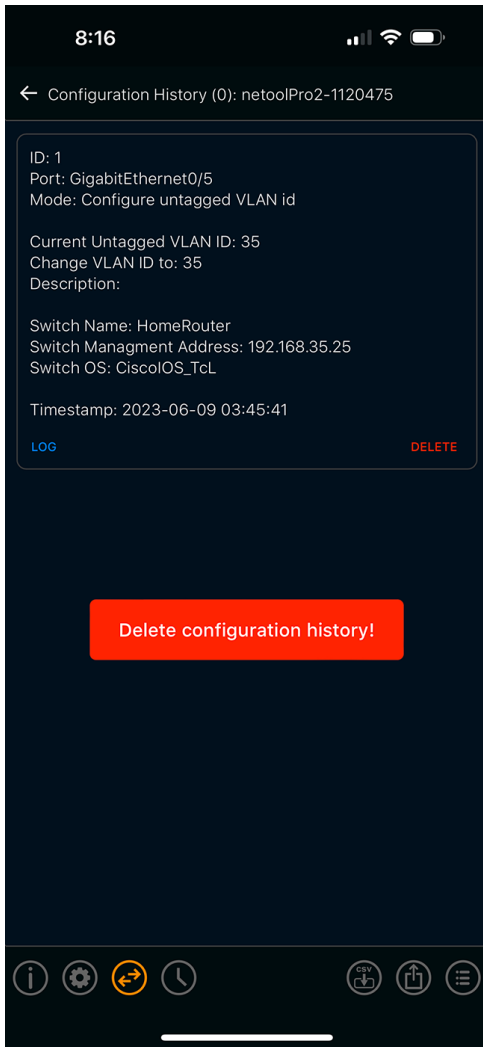 8:16
Configuration History (0): netoolPro2-1120475
ID: 1
Port: GigabitEthernet0/5
Mode: Configure untagged VLAN id
Current Untagged VLAN ID: 35
Change VLAN ID to: 35
Description:
Switch Name: HomeRouter
Switch Managment Address: 192.168.35.25
Switch OS: CiscoIOS_TcL
Timestamp: 2023-06-09 03:45:41
LOG DELETE
Delete configuration history!
CSV